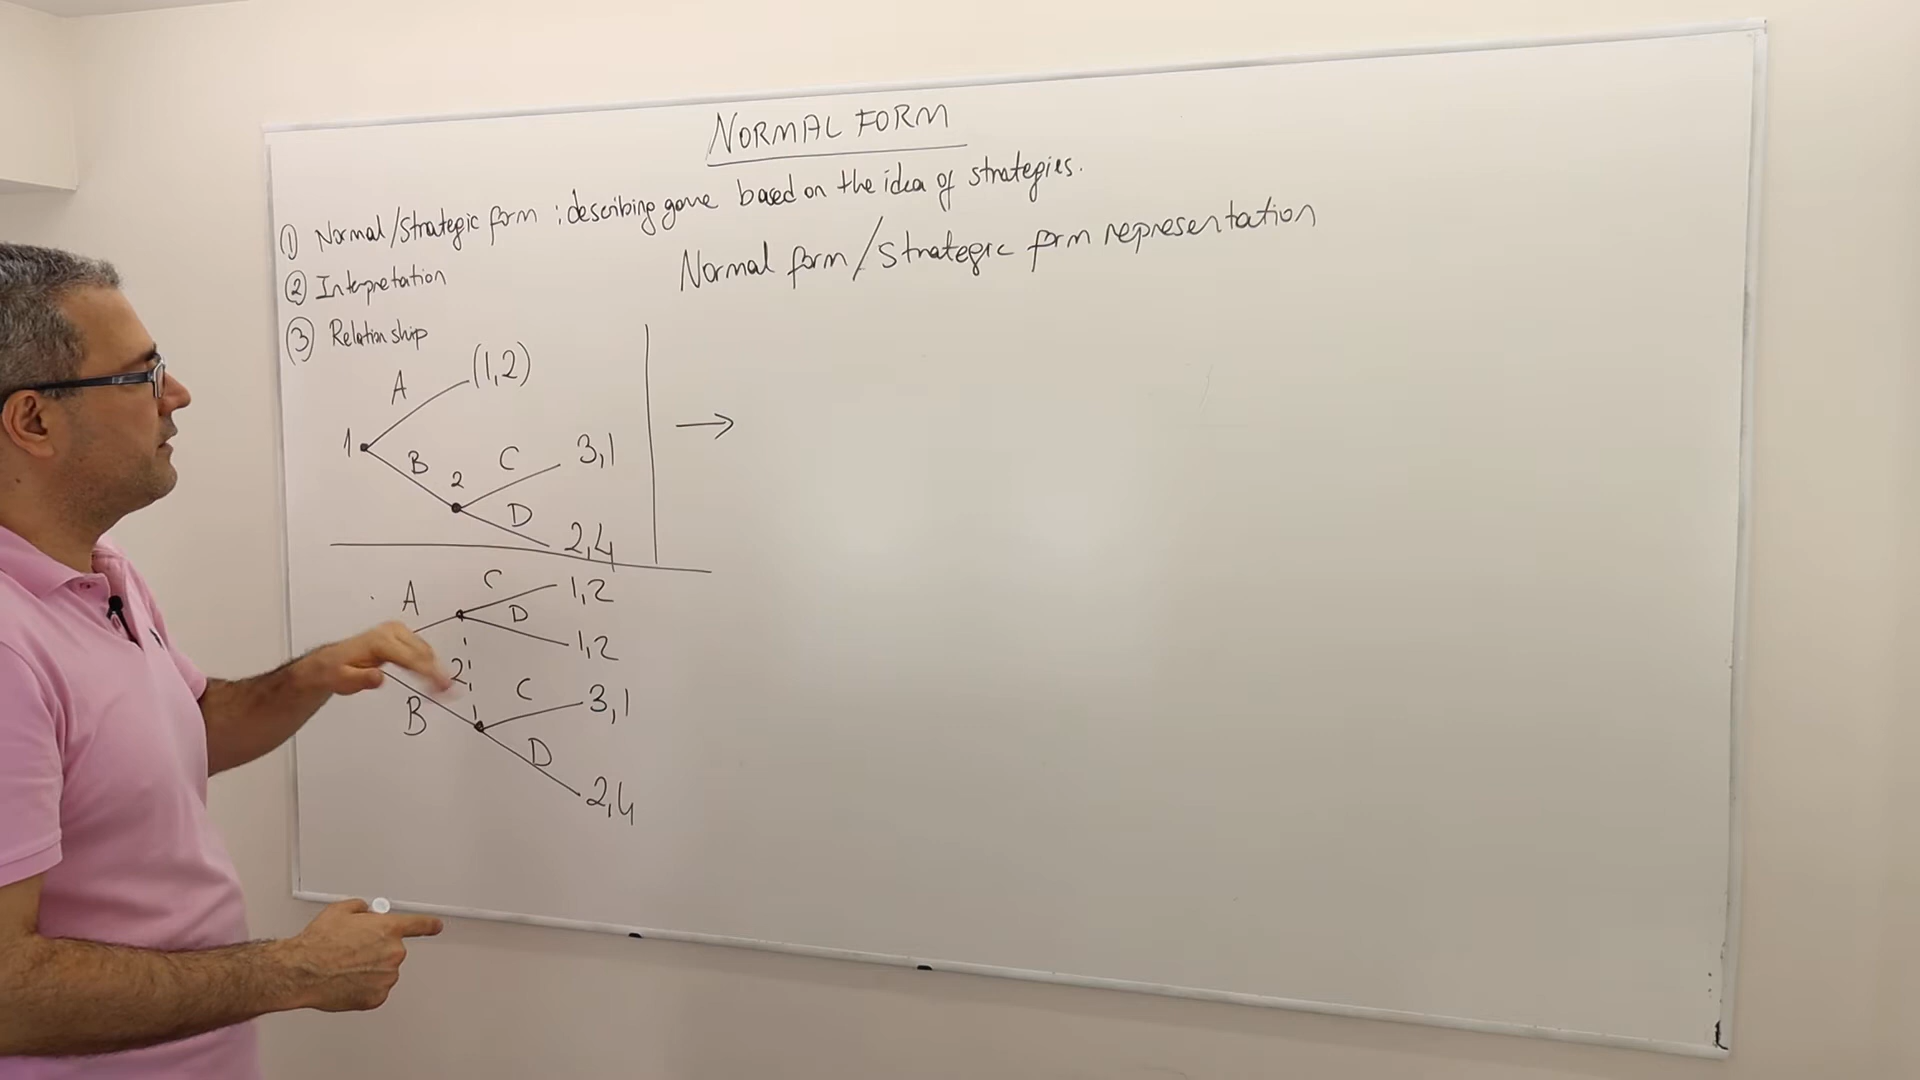 NORMAL FORM
① Normal/Strategic form : describing game based on the idea of strategies.
Normal form/Strategic form representation
② Interpretation
③ Relationship
A (1,2)
1 B 2 C 3,1
D 2,4
A C 1,2
D 1,2
2
B C 3,1
D 2,4